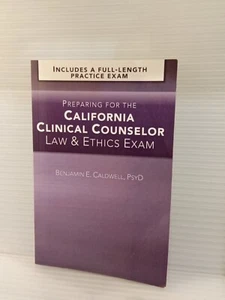 INCLUDES A FULL-LENGTH
PRACTICE EXAM
PREPARING FOR THE
CALIFORNIA
CLINICAL COUNSELOR
LAW & ETHICS EXAM
BENJAMIN E. CALDWELL, PSYD